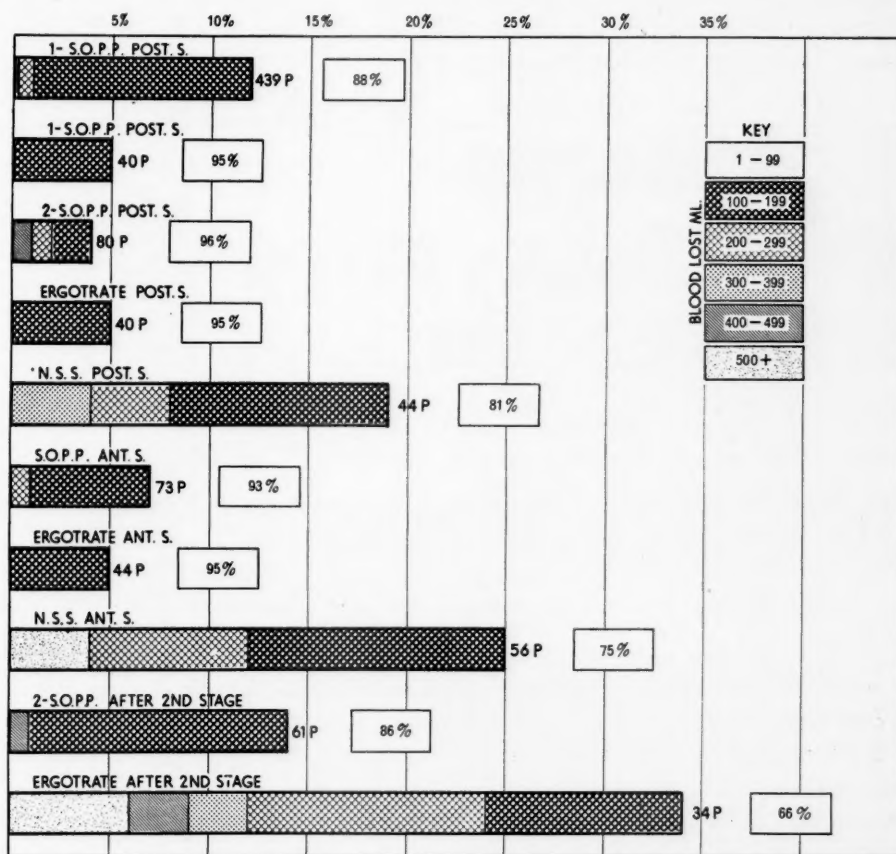 5% 10% 15% 20% 25% 30% 35%
1- S.O.P.P. POST. S.
439 P 88%
1-S.O.P.P. POST. S.
40 P 95%
2-S.O.P.P. POST. S.
80 P 96%
ERGOTRATE POST. S.
40 P 95%
N.S.S. POST. S.
44 P 81%
S.O.P.P. ANT. S.
73 P 93%
ERGOTRATE ANT. S.
44 P 95%
N.S.S. ANT. S.
56 P 75%
2-S.O.P.P. AFTER 2ND STAGE
61 P 86%
ERGOTRATE AFTER 2ND STAGE
34 P 66%
KEY
BLOOD LOST ML.
1 — 99
100 — 199
200 — 299
300 — 399
400 — 499
500 +